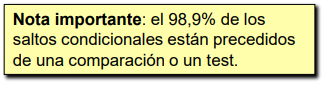 Nota importante: el 98,9% de los
saltos condicionales están precedidos
de una comparación o un test.